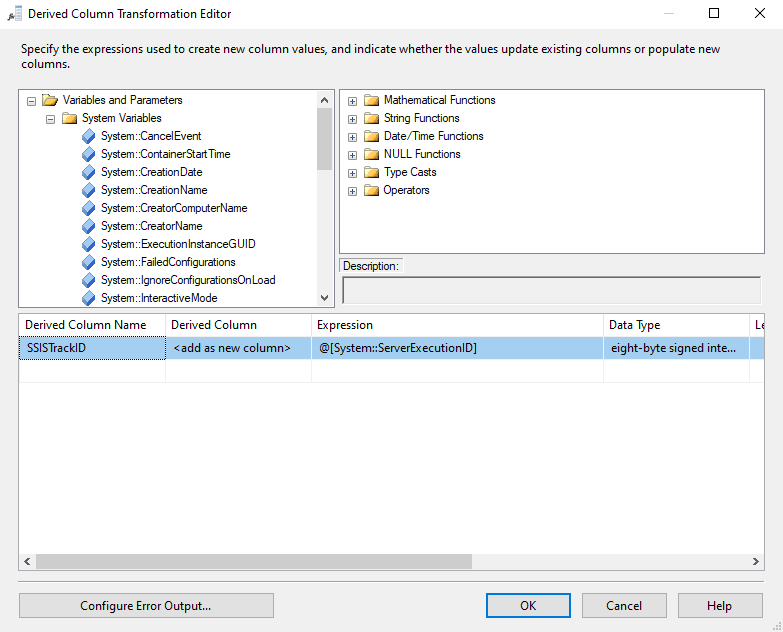 Derived Column Transformation Editor
Specify the expressions used to create new column values, and indicate whether the values update existing columns or populate new
columns.
Variables and Parameters
System Variables
System::CancelEvent
System::ContainerStartTime
System::CreationDate
System::CreationName
System::CreatorComputerName
System::CreatorName
System::ExecutionInstanceGUID
System::FailedConfigurations
System::IgnoreConfigurationsOnLoad
System::InteractiveMode
Mathematical Functions
String Functions
Date/Time Functions
NULL Functions
Type Casts
Operators
Description:
Derived Column Name Derived Column Expression Data Type Le
SSISTrackID <add as new column> @[System::ServerExecutionID] eight-byte signed inte...
Configure Error Output... OK Cancel Help